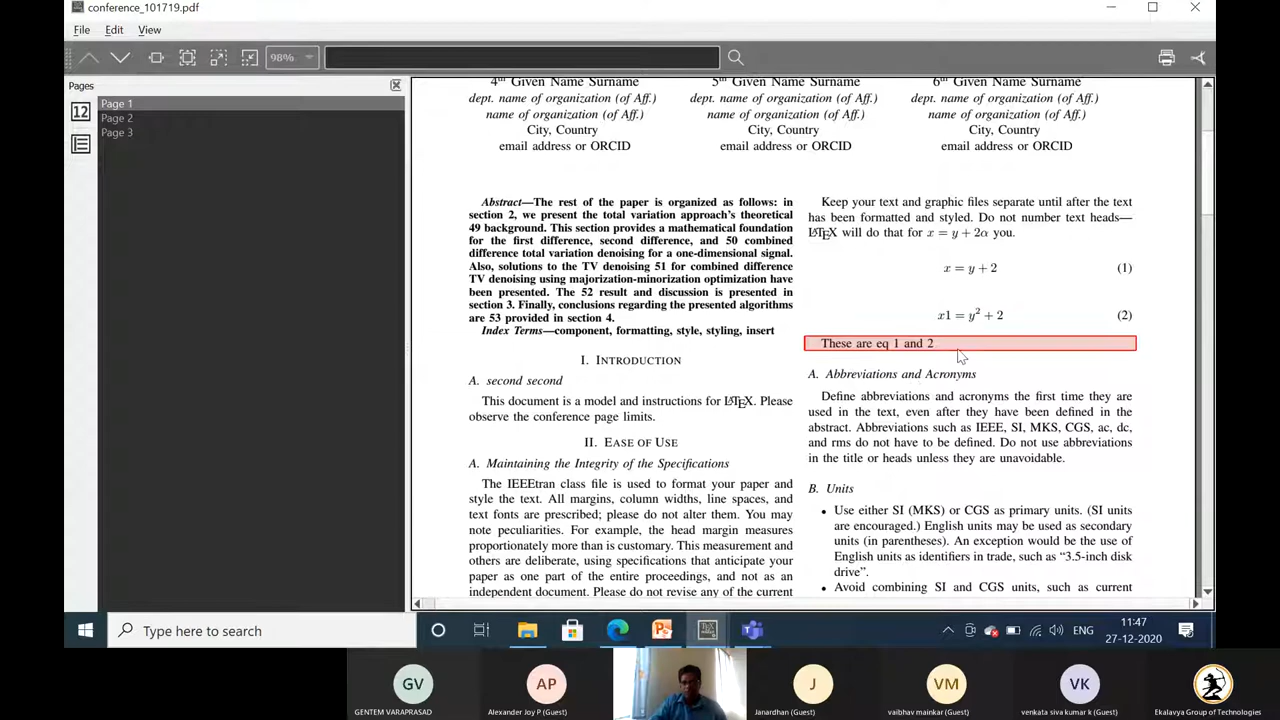 conference_101719.pdf
File Edit View
98%
Pages
Page 1
Page 2
Page 3
12
4th Given Name Surname
dept. name of organization (of Aff.)
name of organization (of Aff.)
City, Country
email address or ORCID
5th Given Name Surname
dept. name of organization (of Aff.)
name of organization (of Aff.)
City, Country
email address or ORCID
6th Given Name Surname
dept. name of organization (of Aff.)
name of organization (of Aff.)
City, Country
email address or ORCID
Abstract—The rest of the paper is organized as follows: in
section 2, we present the total variation approach's theoretical
49 background. This section provides a mathematical foundation
for the first difference, second difference, and 50 combined
difference total variation denoising for a one-dimensional signal.
Also, solutions to the TV denoising 51 for combined difference
TV denoising using majorization-minorization optimization have
been presented. The 52 result and discussion is presented in
section 3. Finally, conclusions regarding the presented algorithms
are 53 provided in section 4.
Index Terms—component, formatting, style, styling, insert
I. INTRODUCTION
A. second second
This document is a model and instructions for LATEX. Please
observe the conference page limits.
II. EASE OF USE
A. Maintaining the Integrity of the Specifications
The IEEEtran class file is used to format your paper and
style the text. All margins, column widths, line spaces, and
text fonts are prescribed; please do not alter them. You may
note peculiarities. For example, the head margin measures
proportionately more than is customary. This measurement and
others are deliberate, using specifications that anticipate your
paper as one part of the entire proceedings, and not as an
independent document. Please do not revise any of the current
Keep your text and graphic files separate until after the text
has been formatted and styled. Do not number text heads—
LATEX will do that for x = y + 2α you.
x = y + 2 (1)
x1 = y² + 2 (2)
These are eq 1 and 2
A. Abbreviations and Acronyms
Define abbreviations and acronyms the first time they are
used in the text, even after they have been defined in the
abstract. Abbreviations such as IEEE, SI, MKS, CGS, ac, dc,
and rms do not have to be defined. Do not use abbreviations
in the title or heads unless they are unavoidable.
B. Units
• Use either SI (MKS) or CGS as primary units. (SI units
are encouraged.) English units may be used as secondary
units (in parentheses). An exception would be the use of
English units as identifiers in trade, such as “3.5-inch disk
drive”.
• Avoid combining SI and CGS units, such as current
Type here to search
ENG
11:47
27-12-2020
GV
GENTEM VARAPRASAD
AP
Alexander Joy P (Guest)
J
Janardhan (Guest)
VM
vaibhav mainkar (Guest)
VK
venkata siva kumar k (Guest)
Ekalavya Group of Technologies